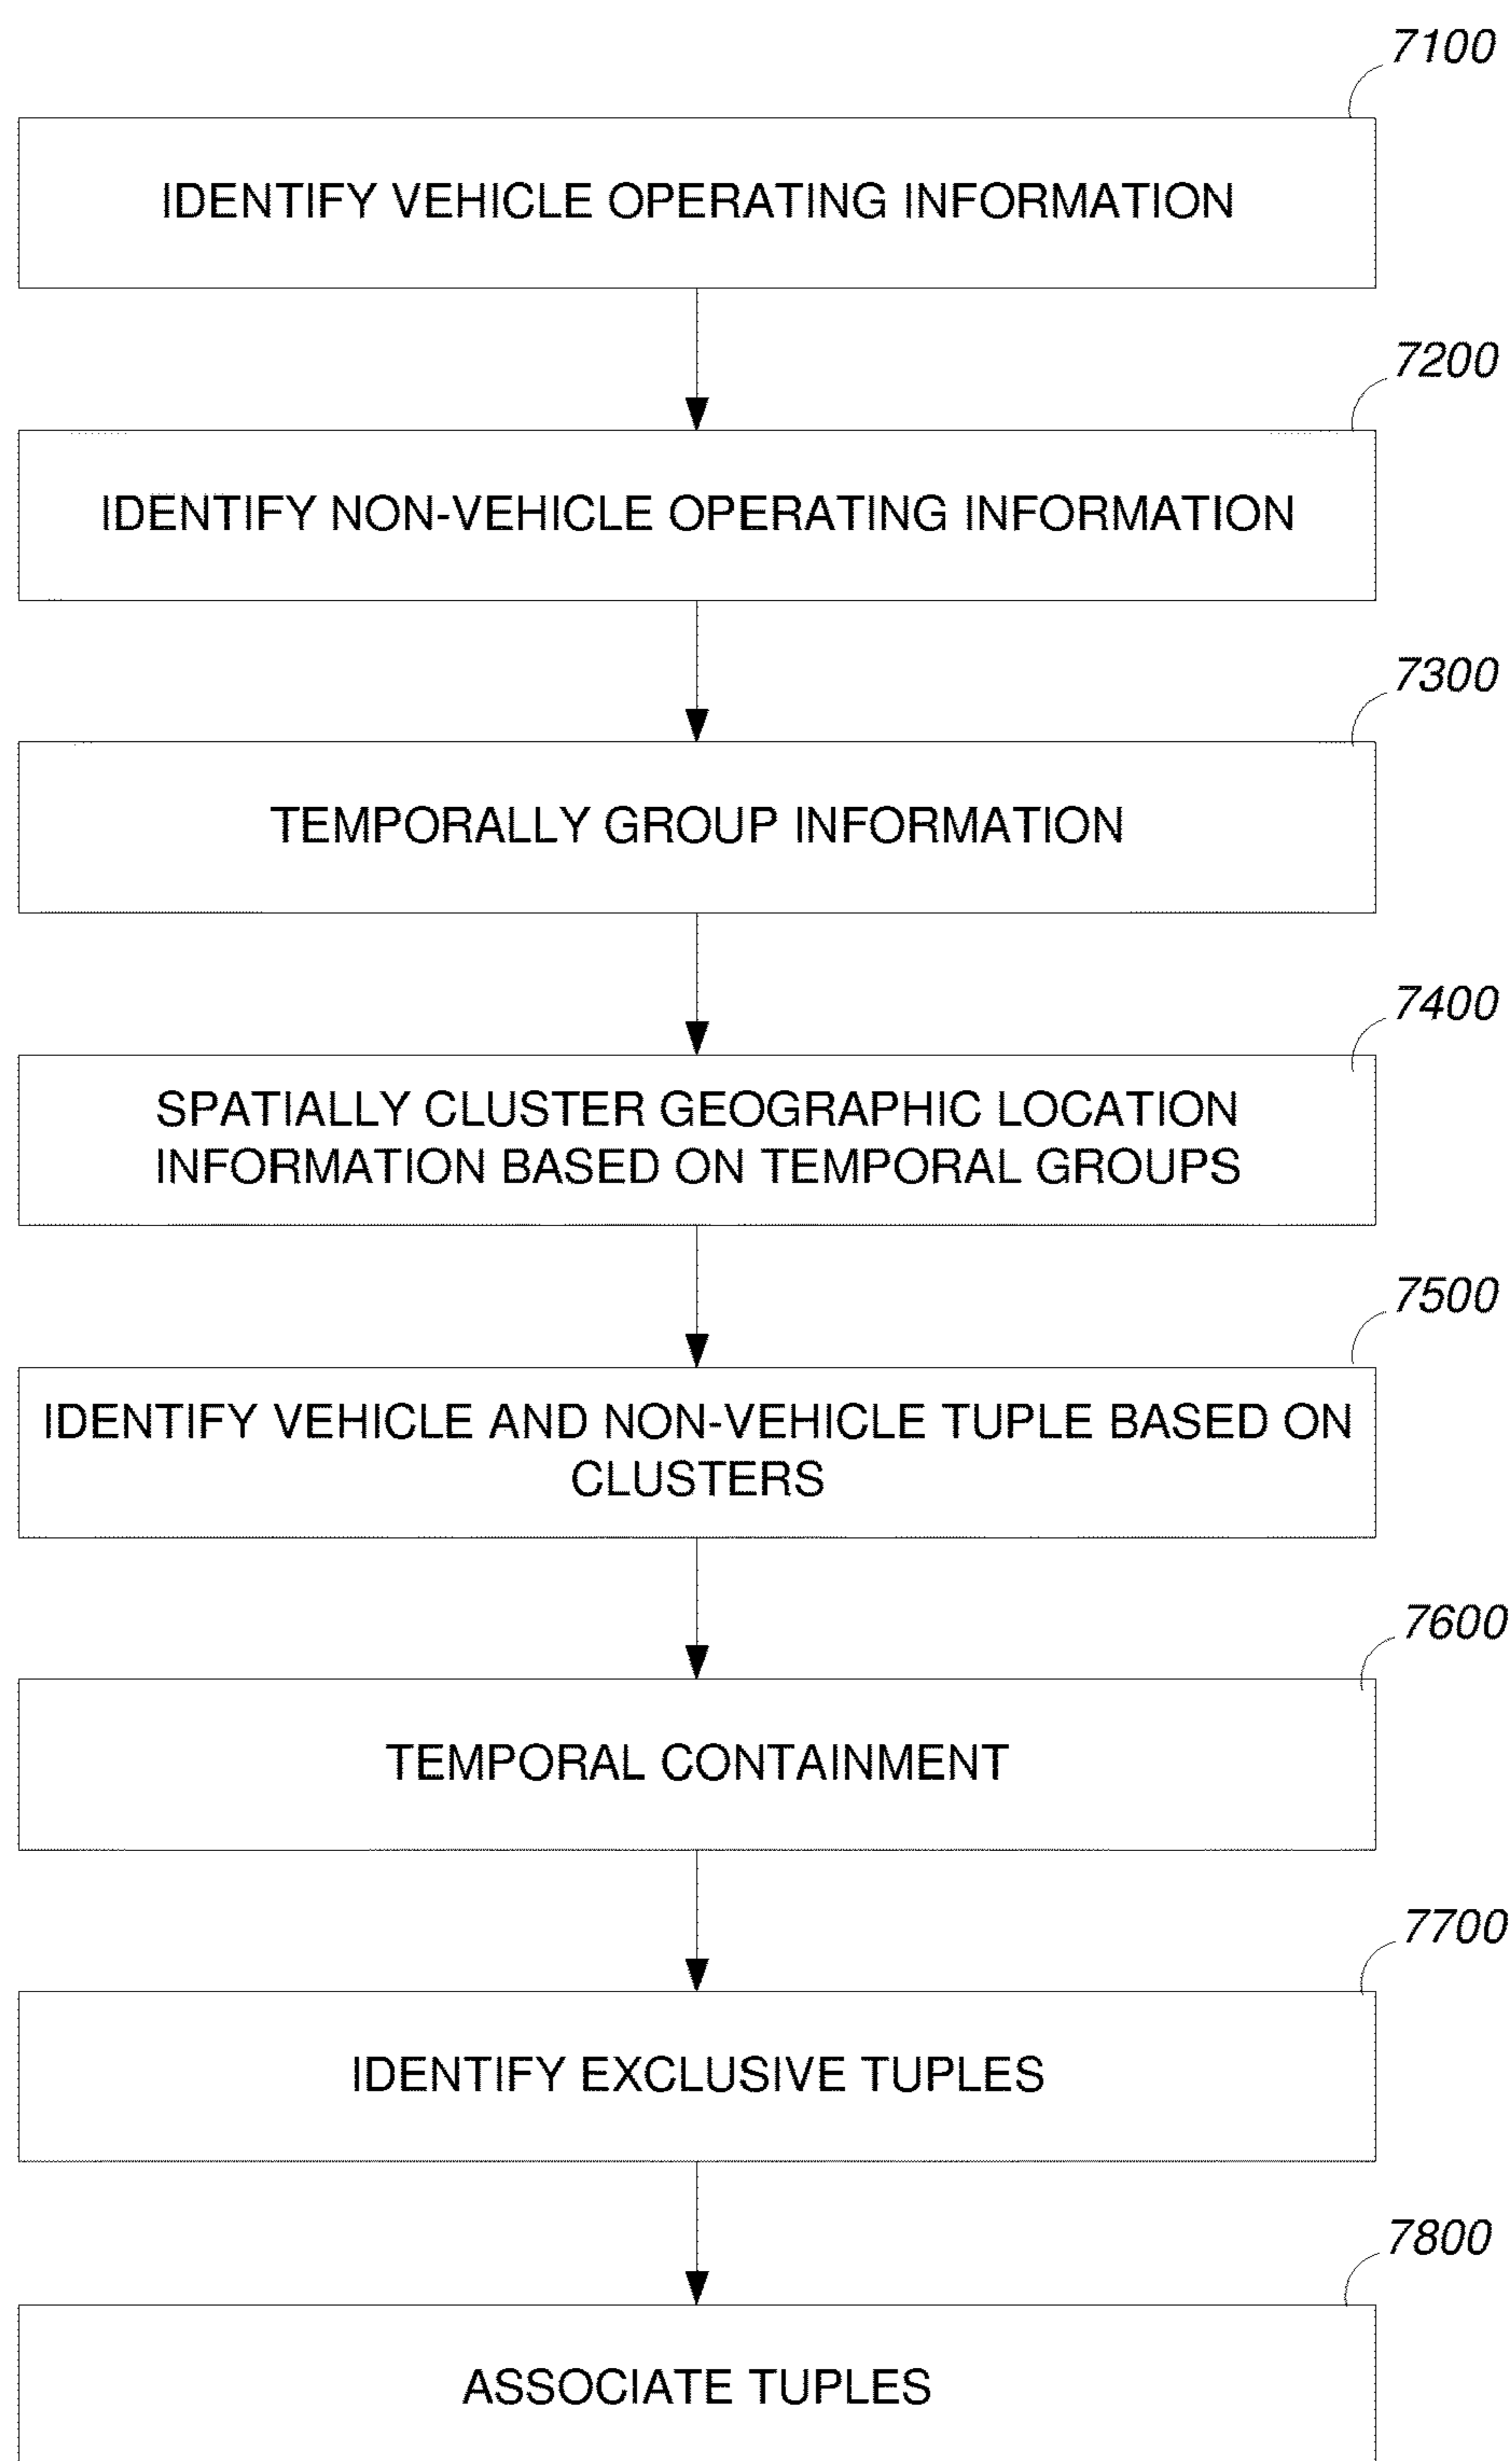 7100
IDENTIFY VEHICLE OPERATING INFORMATION
7200
IDENTIFY NON-VEHICLE OPERATING INFORMATION
7300
TEMPORALLY GROUP INFORMATION
7400
SPATIALLY CLUSTER GEOGRAPHIC LOCATION
INFORMATION BASED ON TEMPORAL GROUPS
7500
IDENTIFY VEHICLE AND NON-VEHICLE TUPLE BASED ON
CLUSTERS
7600
TEMPORAL CONTAINMENT
7700
IDENTIFY EXCLUSIVE TUPLES
7800
ASSOCIATE TUPLES